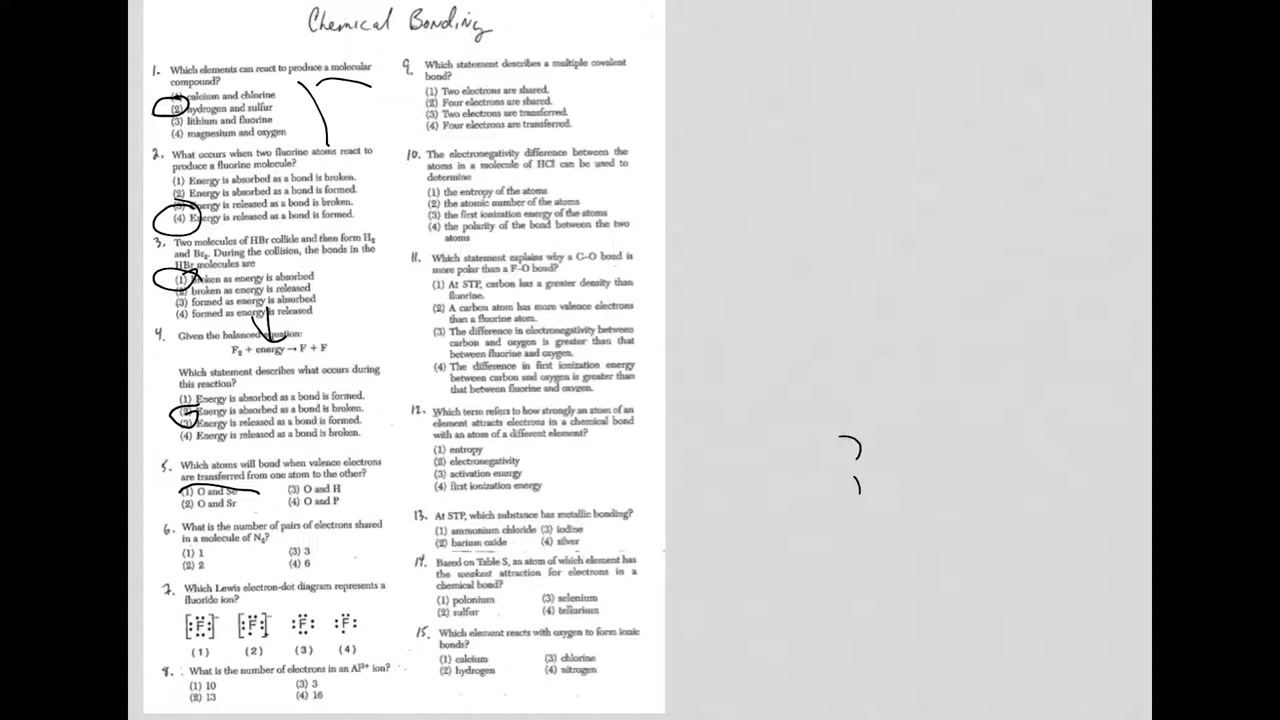 Chemical Bonding
1. Which elements can react to produce a molecular
compound?
(1) calcium and chlorine
(2) hydrogen and sulfur
(3) lithium and fluorine
(4) magnesium and oxygen
2. What occurs when two fluorine atoms react to
produce a fluorine molecule?
(1) Energy is absorbed as a bond is broken.
(2) Energy is absorbed as a bond is formed.
(3) Energy is released as a bond is broken.
(4) Energy is released as a bond is formed.
3. Two molecules of HBr collide and then form H₂
and Br₂. During the collision, the bonds in the
HBr molecules are
(1) broken as energy is absorbed
(2) broken as energy is released
(3) formed as energy is absorbed
(4) formed as energy is released
4. Given the balanced equation:
F₂ + energy → F + F
Which statement describes what occurs during
this reaction?
(1) Energy is absorbed as a bond is formed.
(2) Energy is absorbed as a bond is broken.
(3) Energy is released as a bond is formed.
(4) Energy is released as a bond is broken.
5. Which atoms will bond when valence electrons
are transferred from one atom to the other?
(1) O and Se (3) O and H
(2) O and Sr (4) O and P
6. What is the number of pairs of electrons shared
in a molecule of N₂?
(1) 1 (3) 3
(2) 2 (4) 6
7. Which Lewis electron-dot diagram represents a
fluoride ion?
[F]⁻ [F]⁻ F F
(1) (2) (3) (4)
8. What is the number of electrons in an Al³⁺ ion?
(1) 10 (3) 3
(2) 13 (4) 16
9. Which statement describes a multiple covalent
bond?
(1) Two electrons are shared.
(2) Four electrons are shared.
(3) Two electrons are transferred.
(4) Four electrons are transferred.
10. The electronegativity difference between the
atoms in a molecule of HCl can be used to
determine
(1) the entropy of the atoms
(2) the atomic number of the atoms
(3) the first ionization energy of the atoms
(4) the polarity of the bond between the two
atoms
11. Which statement explains why a C–O bond is
more polar than a F–O bond?
(1) At STP, carbon has a greater density than
fluorine.
(2) A carbon atom has more valence electrons
than a fluorine atom.
(3) The difference in electronegativity between
carbon and oxygen is greater than that
between fluorine and oxygen.
(4) The difference in first ionization energy
between carbon and oxygen is greater than
that between fluorine and oxygen.
12. Which term refers to how strongly an atom of an
element attracts electrons in a chemical bond
with an atom of a different element?
(1) entropy
(2) electronegativity
(3) activation energy
(4) first ionization energy
13. At STP, which substance has metallic bonding?
(1) ammonium chloride (3) iodine
(2) barium oxide (4) silver
14. Based on Table S, an atom of which element has
the weakest attraction for electrons in a
chemical bond?
(1) polonium (3) selenium
(2) sulfur (4) tellurium
15. Which element reacts with oxygen to form ionic
bonds?
(1) calcium (3) chlorine
(2) hydrogen (4) nitrogen